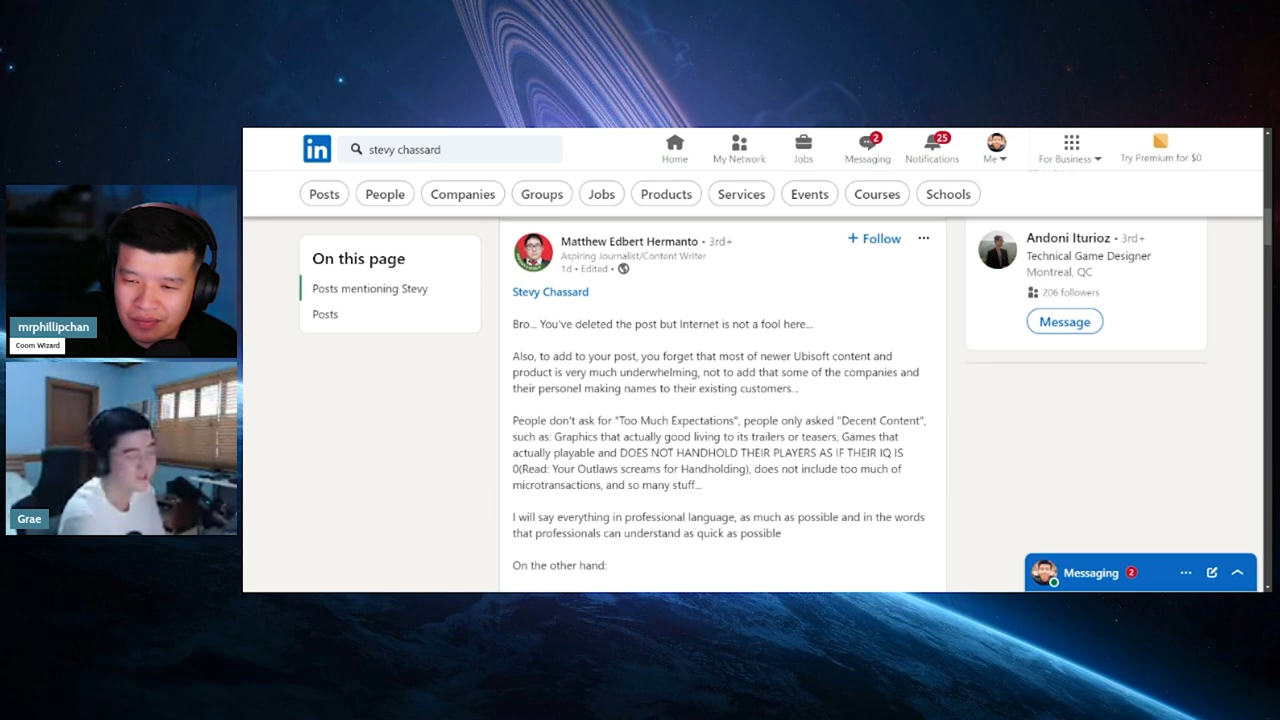 in
stevy chassard
Home
My Network
Jobs
2
Messaging
25
Notifications
Me
For Business
Try Premium for $0
Posts
People
Companies
Groups
Jobs
Products
Services
Events
Courses
Schools
On this page
Posts mentioning Stevy
Posts
Matthew Edbert Hermanto • 3rd+
Aspiring Journalist/Content Writer
1d • Edited •
+ Follow
Stevy Chassard
Bro... You've deleted the post but Internet is not a fool here...
Also, to add to your post, you forget that most of newer Ubisoft content and
product is very much underwhelming, not to add that some of the companies and
their personel making names to their existing customers...
People don't ask for "Too Much Expectations", people only asked "Decent Content",
such as: Graphics that actually good living to its trailers or teasers, Games that
actually playable and DOES NOT HANDHOLD THEIR PLAYERS AS IF THEIR IQ IS
0(Read: Your Outlaws screams for Handholding), does not include too much of
microtransactions, and so many stuff...
I will say everything in professional language, as much as possible and in the words
that professionals can understand as quick as possible
On the other hand:
Andoni Iturioz • 3rd+
Technical Game Designer
Montreal, QC
206 followers
Message
Messaging 2
mrphillipchan
Coom Wizard
Grae